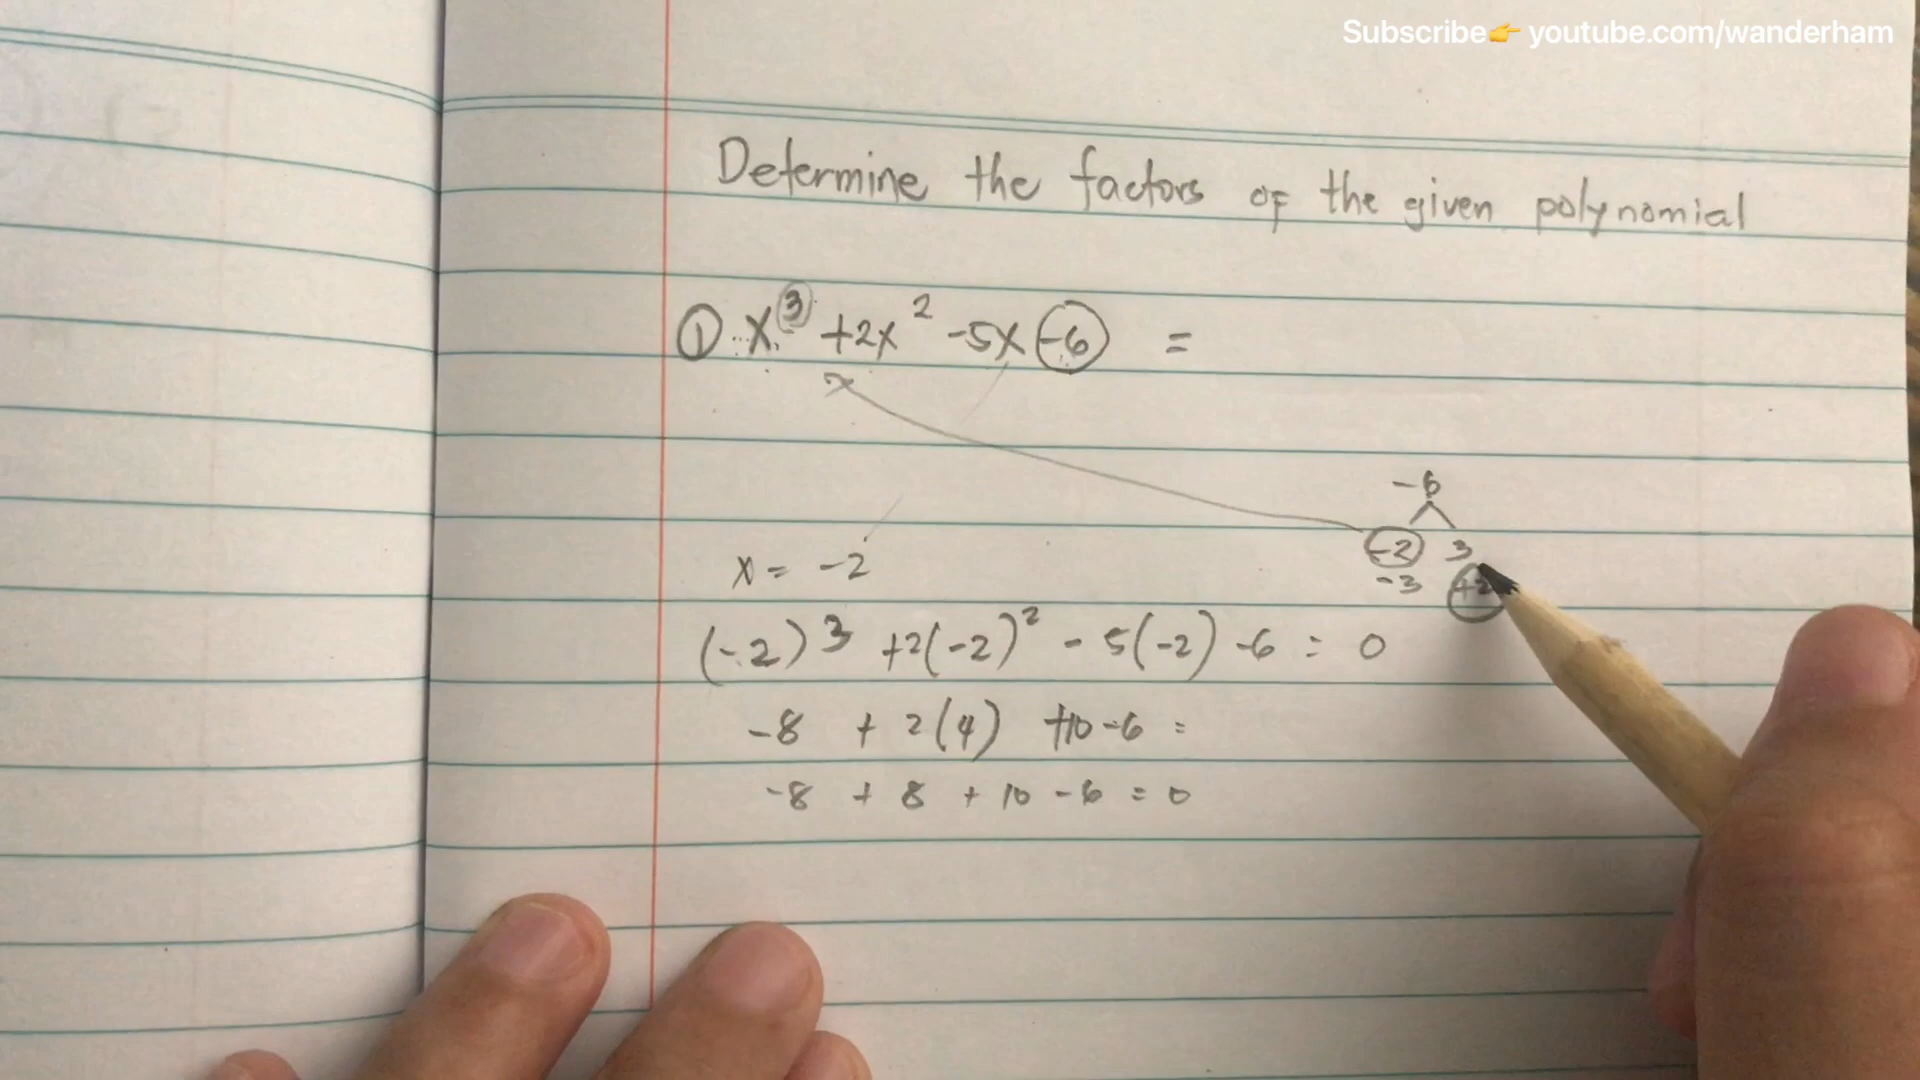 Subscribe👉 youtube.com/wanderham
Determine the factors of the given polynomial
① x³ +2x² -5x -6 =
x
-6
-2 3
-3 +2
x = -2
(-2)³ +2(-2)² - 5(-2) -6 = 0
-8 + 2(4) +10 -6 =
-8 + 8 + 10 - 6 = 0